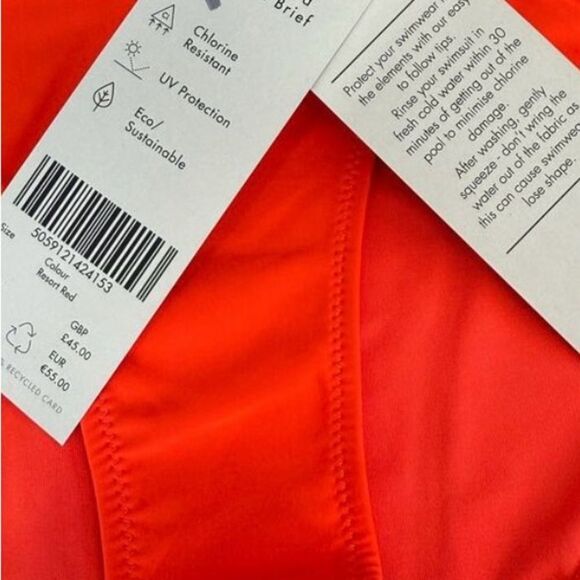 Brief
Chlorine
Resistant
UV Protection
Eco/
Sustainable
5059121424153
Size
Colour
Resort Red
GBP
£45.00
EUR
€55.00
RECYCLED CARD
Protect your swimwear
the elements with our easy
to follow tips.
Rinse your swimsuit in
fresh cold water within 30
minutes of getting out of the
pool to minimise chlorine
damage.
After washing, gently
squeeze - don't wring the
water out of the fabric as
this can cause swimwea
lose shape.